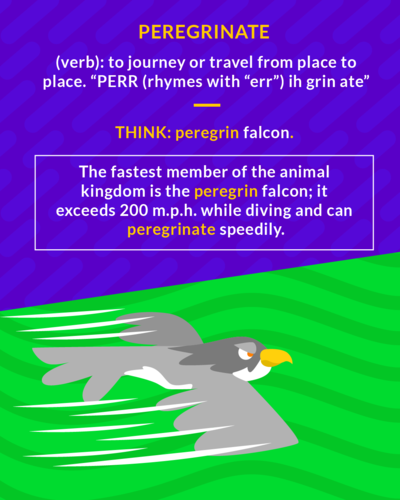 PEREGRINATE
(verb): to journey or travel from place to
place. “PERR (rhymes with “err”) ih grin ate”
THINK: peregrin falcon.
The fastest member of the animal
kingdom is the peregrin falcon; it
exceeds 200 m.p.h. while diving and can
peregrinate speedily.